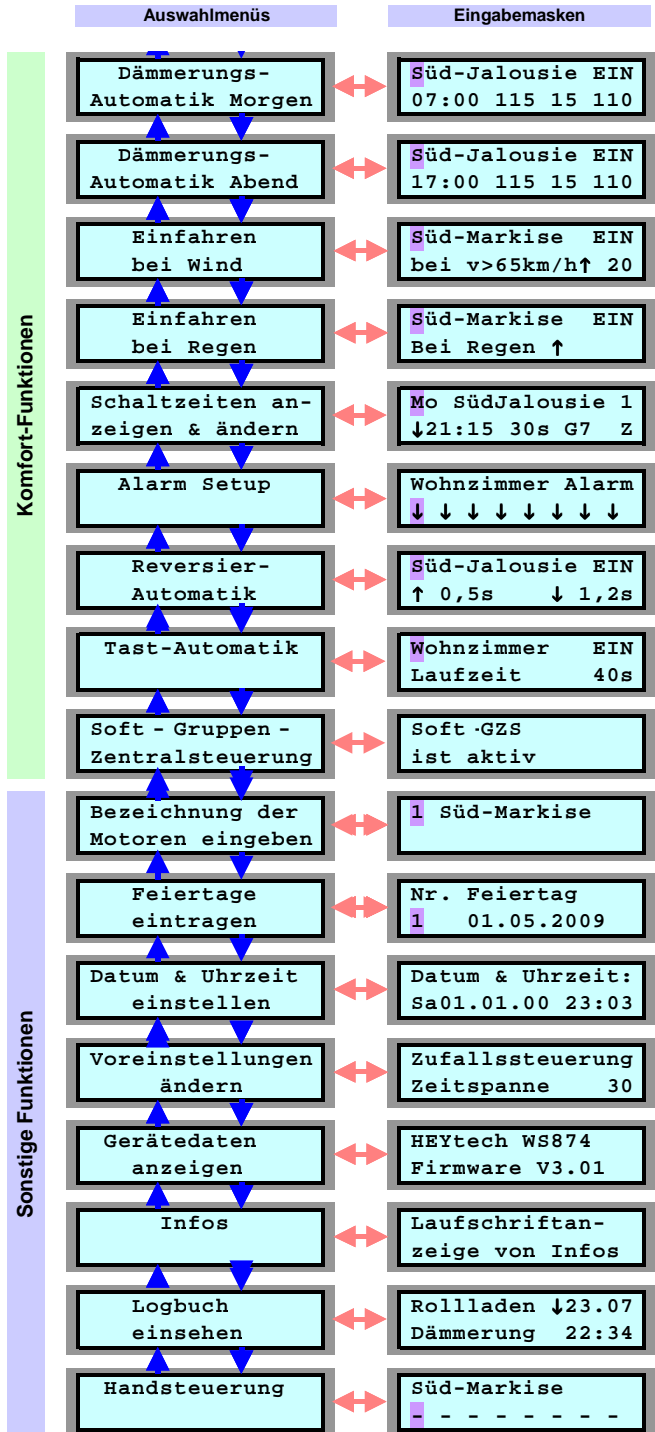 Auswahlmenüs
Eingabemasken
Komfort-Funktionen
Dämmerungs-
Automatik Morgen
Süd-Jalousie EIN
07:00 115 15 110
Dämmerungs-
Automatik Abend
Süd-Jalousie EIN
17:00 115 15 110
Einfahren
bei Wind
Süd-Markise EIN
bei v>65km/h↑ 20
Einfahren
bei Regen
Süd-Markise EIN
Bei Regen ↑
Schaltzeiten an-
zeigen & ändern
Mo SüdJalousie 1
↓21:15 30s G7 Z
Alarm Setup
Wohnzimmer Alarm
↓ ↓ ↓ ↓ ↓ ↓ ↓ ↓
Reversier-
Automatik
Süd-Jalousie EIN
↑ 0,5s ↓ 1,2s
Tast-Automatik
Wohnzimmer EIN
Laufzeit 40s
Soft - Gruppen -
Zentralsteuerung
Soft -GZS
ist aktiv
Sonstige Funktionen
Bezeichnung der
Motoren eingeben
1 Süd-Markise
Feiertage
eintragen
Nr. Feiertag
1 01.05.2009
Datum & Uhrzeit
einstellen
Datum & Uhrzeit:
Sa01.01.00 23:03
Voreinstellungen
ändern
Zufallssteuerung
Zeitspanne 30
Gerätedaten
anzeigen
HEYtech WS874
Firmware V3.01
Infos
Laufschriftan-
zeige von Infos
Logbuch
einsehen
Rollladen ↓23.07
Dämmerung 22:34
Handsteuerung
Süd-Markise
- - - - - - - -